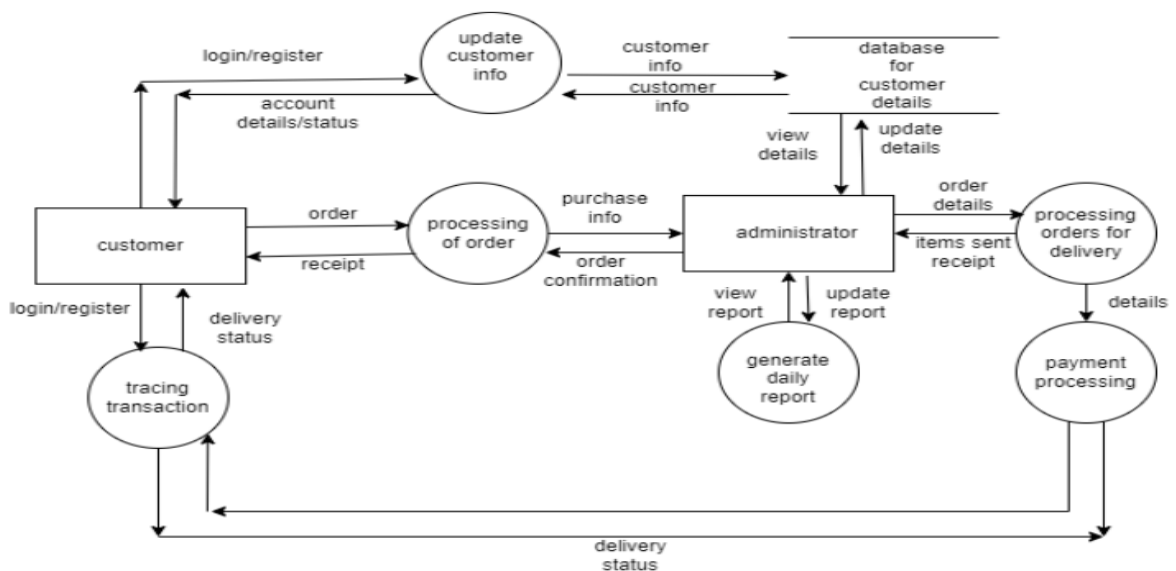 update
customer
info
login/register
customer
info
database
for
customer
details
account
details/status
customer
info
view
details
update
details
customer
order
receipt
processing
of order
purchase
info
order
confirmation
administrator
order
details
items sent
receipt
processing
orders for
delivery
login/register
delivery
status
view
report
update
report
details
tracing
transaction
generate
daily
report
payment
processing
delivery
status